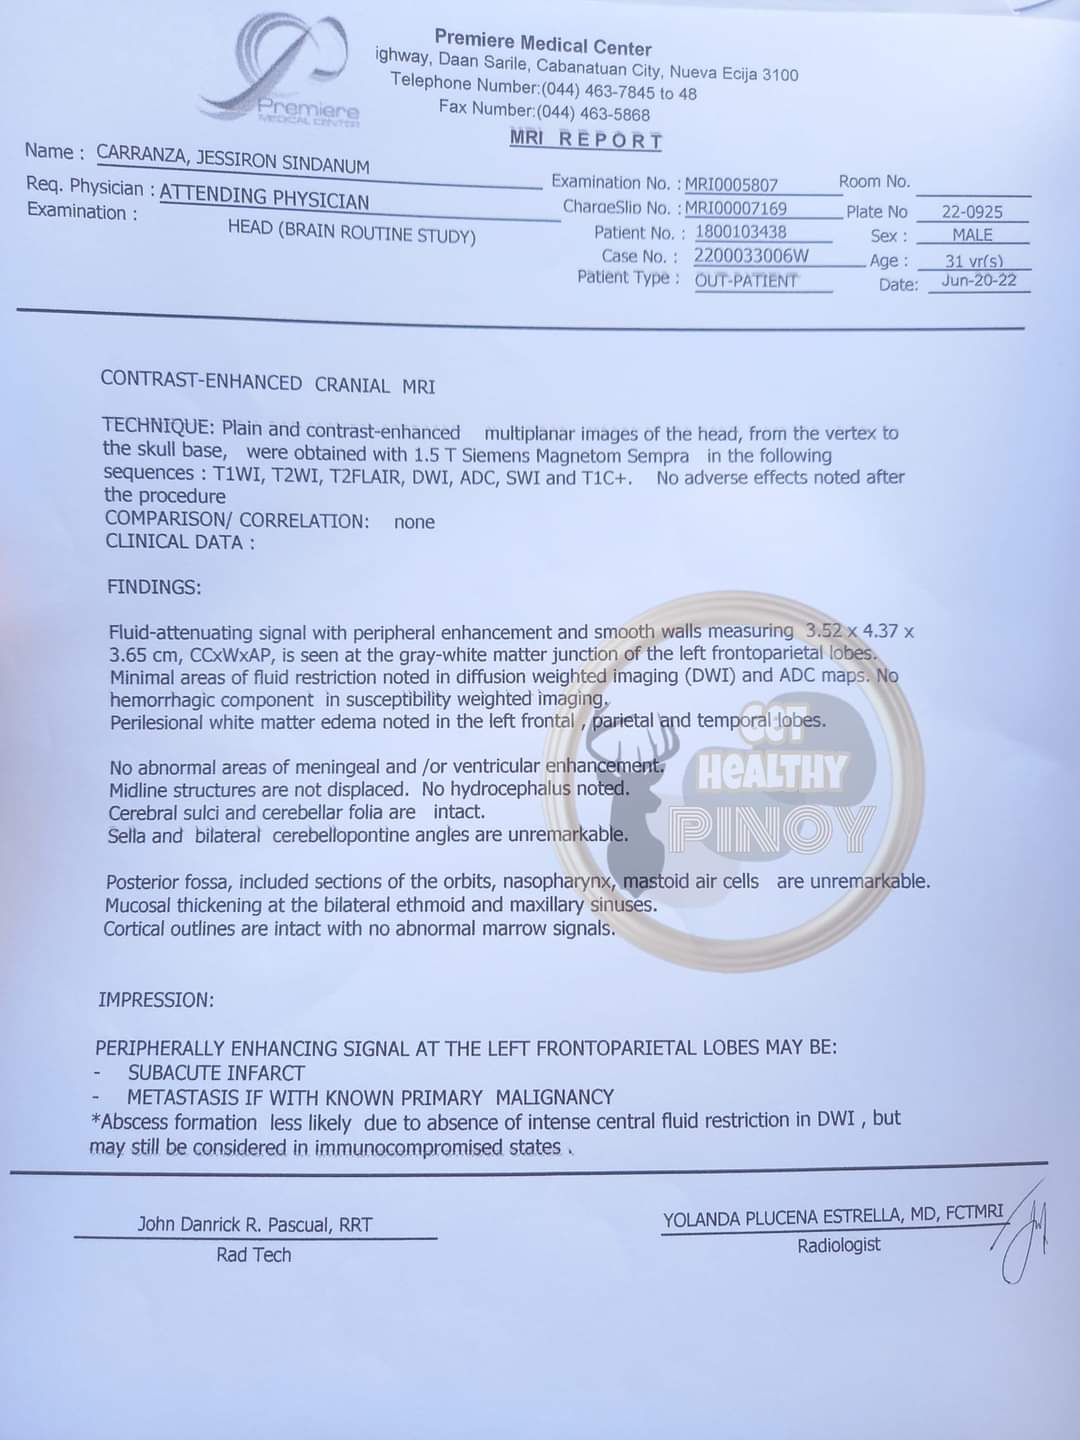 Premiere Medical Center
ighway, Daan Sarile, Cabanatuan City, Nueva Ecija 3100
Telephone Number:(044) 463-7845 to 48
Fax Number:(044) 463-5868
Premiere
MEDICAL CENTER
MRI REPORT
Name : CARRANZA, JESSIRON SINDANUM
Req. Physician : ATTENDING PHYSICIAN
Examination :
HEAD (BRAIN ROUTINE STUDY)
Examination No. : MRI0005807
ChargeSlip No. : MRI00007169
Patient No. : 1800103438
Case No. : 2200033006W
Patient Type : OUT-PATIENT
Room No.
Plate No 22-0925
Sex : MALE
Age : 31 yr(s)
Date: Jun-20-22
CONTRAST-ENHANCED CRANIAL MRI
TECHNIQUE: Plain and contrast-enhanced multiplanar images of the head, from the vertex to
the skull base, were obtained with 1.5 T Siemens Magnetom Sempra in the following
sequences : T1WI, T2WI, T2FLAIR, DWI, ADC, SWI and T1C+. No adverse effects noted after
the procedure
COMPARISON/ CORRELATION: none
CLINICAL DATA :
FINDINGS:
Fluid-attenuating signal with peripheral enhancement and smooth walls measuring 3.52 x 4.37 x
3.65 cm, CCxWxAP, is seen at the gray-white matter junction of the left frontoparietal lobes.
Minimal areas of fluid restriction noted in diffusion weighted imaging (DWI) and ADC maps. No
hemorrhagic component in susceptibility weighted imaging.
Perilesional white matter edema noted in the left frontal , parietal and temporal lobes.
No abnormal areas of meningeal and /or ventricular enhancement.
Midline structures are not displaced. No hydrocephalus noted.
Cerebral sulci and cerebellar folia are intact.
Sella and bilateral cerebellopontine angles are unremarkable.
GOT
HEALTHY
PINOY
Posterior fossa, included sections of the orbits, nasopharynx, mastoid air cells are unremarkable.
Mucosal thickening at the bilateral ethmoid and maxillary sinuses.
Cortical outlines are intact with no abnormal marrow signals.
IMPRESSION:
PERIPHERALLY ENHANCING SIGNAL AT THE LEFT FRONTOPARIETAL LOBES MAY BE:
- SUBACUTE INFARCT
- METASTASIS IF WITH KNOWN PRIMARY MALIGNANCY
*Abscess formation less likely due to absence of intense central fluid restriction in DWI , but
may still be considered in immunocompromised states .
John Danrick R. Pascual, RRT
Rad Tech
YOLANDA PLUCENA ESTRELLA, MD, FCTMRI
Radiologist